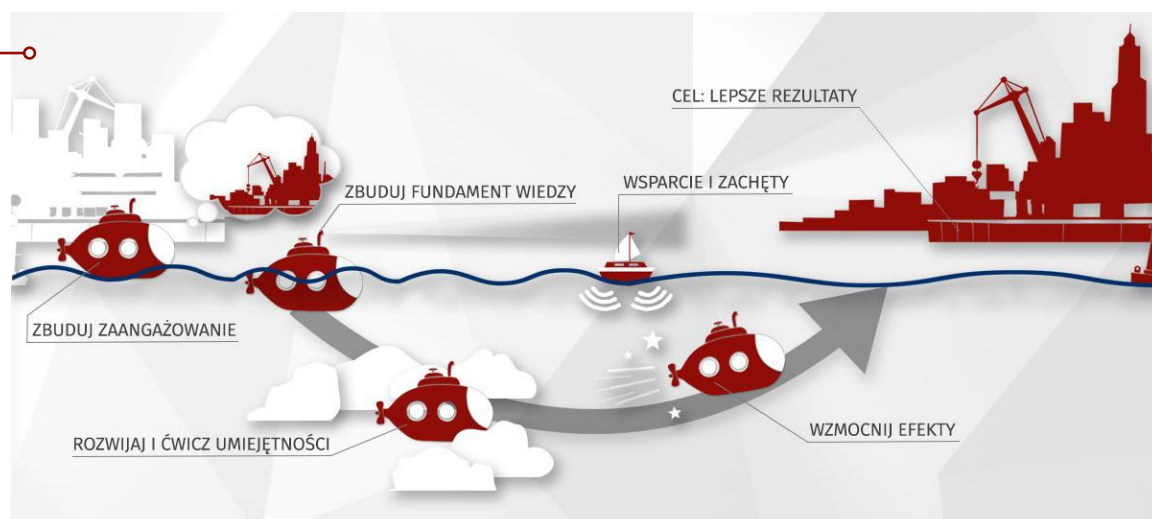 CEL: LEPSZE REZULTATY
ZBUDUJ FUNDAMENT WIEDZY
WSPARCIE I ZACHĘTY
ZBUDUJ ZAANGAŻOWANIE
ROZWIJAJ I ĆWICZ UMIEJĘTNOŚCI
WZMOCNIJ EFEKTY